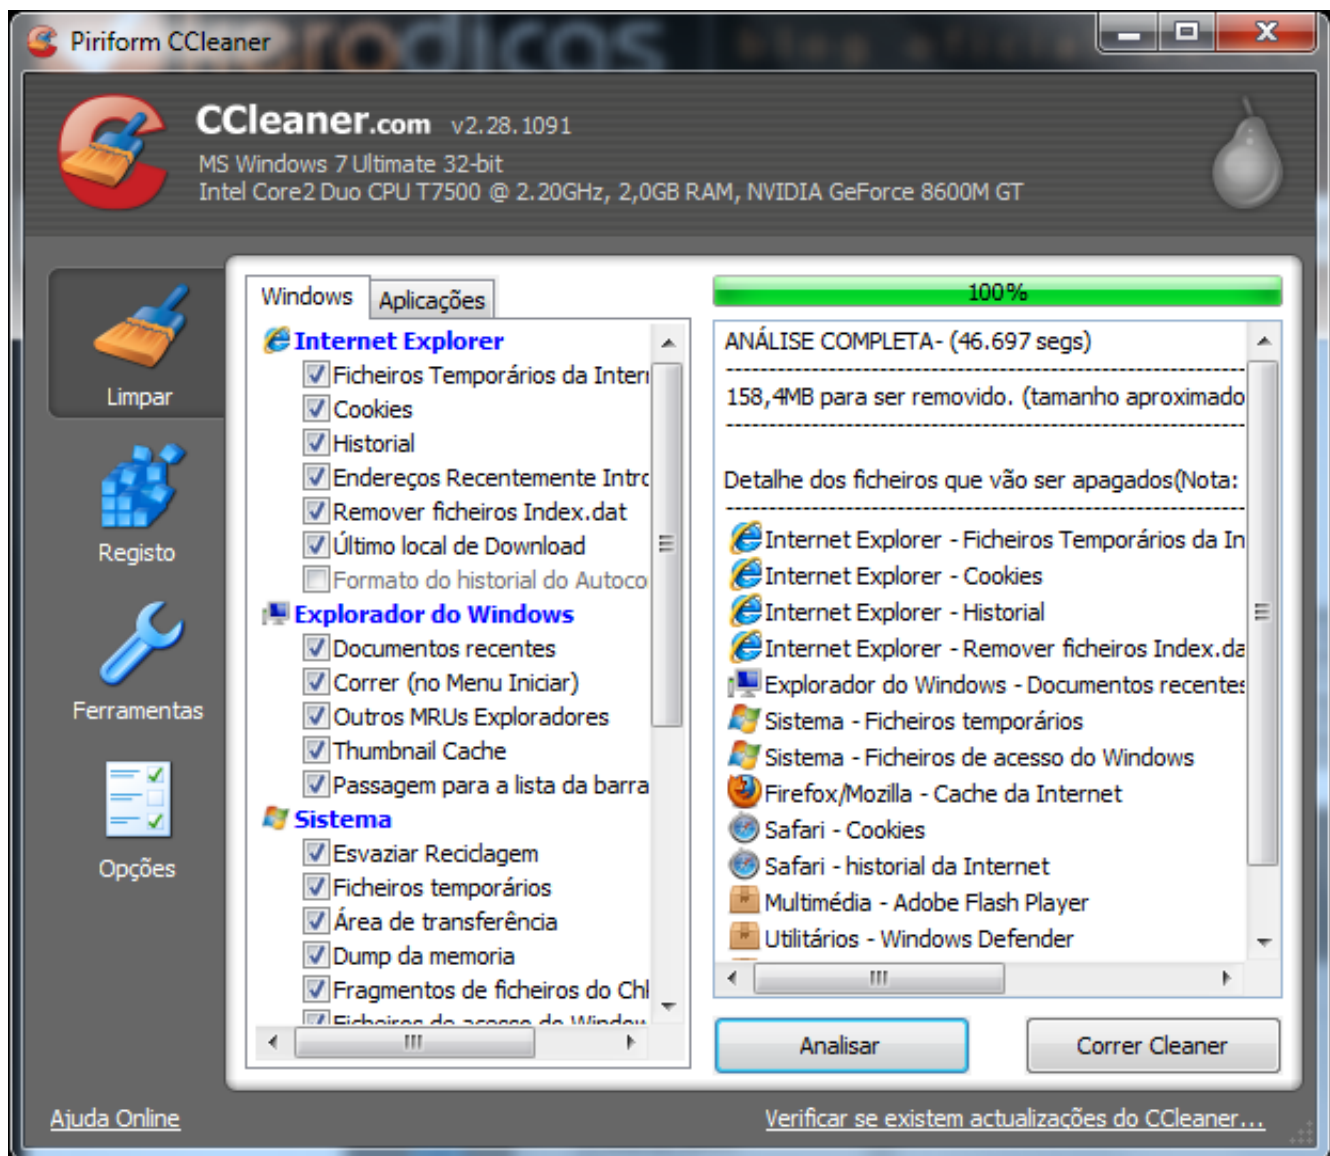 Piriform CCleaner
CCleaner.com v2.28.1091
MS Windows 7 Ultimate 32-bit
Intel Core2 Duo CPU T7500 @ 2.20GHz, 2,0GB RAM, NVIDIA GeForce 8600M GT
Limpar
Registo
Ferramentas
Opções
Windows
Aplicações
Internet Explorer
Ficheiros Temporários da Inter
Cookies
Historial
Endereços Recentemente Intro
Remover ficheiros Index.dat
Último local de Download
Formato do historial do Autoco
Explorador do Windows
Documentos recentes
Correr (no Menu Iniciar)
Outros MRUs Exploradores
Thumbnail Cache
Passagem para a lista da barra
Sistema
Esvaziar Reciclagem
Ficheiros temporários
Área de transferência
Dump da memoria
Fragmentos de ficheiros do Chk
Ficheiros de acesso do Window
100%
ANÁLISE COMPLETA- (46.697 segs)
158,4MB para ser removido. (tamanho aproximado
Detalhe dos ficheiros que vão ser apagados(Nota:
Internet Explorer - Ficheiros Temporários da In
Internet Explorer - Cookies
Internet Explorer - Historial
Internet Explorer - Remover ficheiros Index.da
Explorador do Windows - Documentos recentes
Sistema - Ficheiros temporários
Sistema - Ficheiros de acesso do Windows
Firefox/Mozilla - Cache da Internet
Safari - Cookies
Safari - historial da Internet
Multimédia - Adobe Flash Player
Utilitários - Windows Defender
Analisar
Correr Cleaner
Ajuda Online
Verificar se existem actualizações do CCleaner...